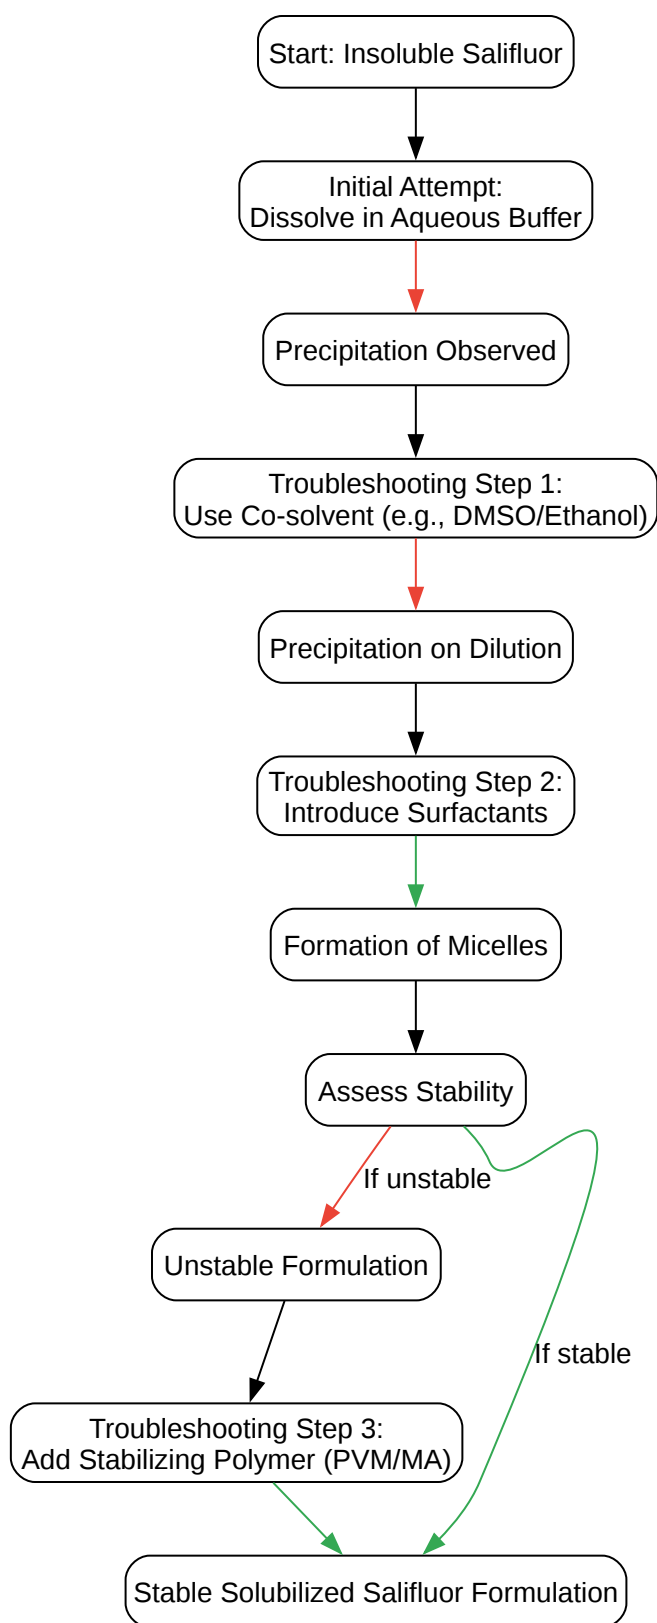 Start: Insoluble Salifluor
Initial Attempt:
Dissolve in Aqueous Buffer
Precipitation Observed
Troubleshooting Step 1:
Use Co-solvent (e.g., DMSO/Ethanol)
Precipitation on Dilution
Troubleshooting Step 2:
Introduce Surfactants
Formation of Micelles
Assess Stability
If unstable
Unstable Formulation
If stable
Troubleshooting Step 3:
Add Stabilizing Polymer (PVM/MA)
Stable Solubilized Salifluor Formulation